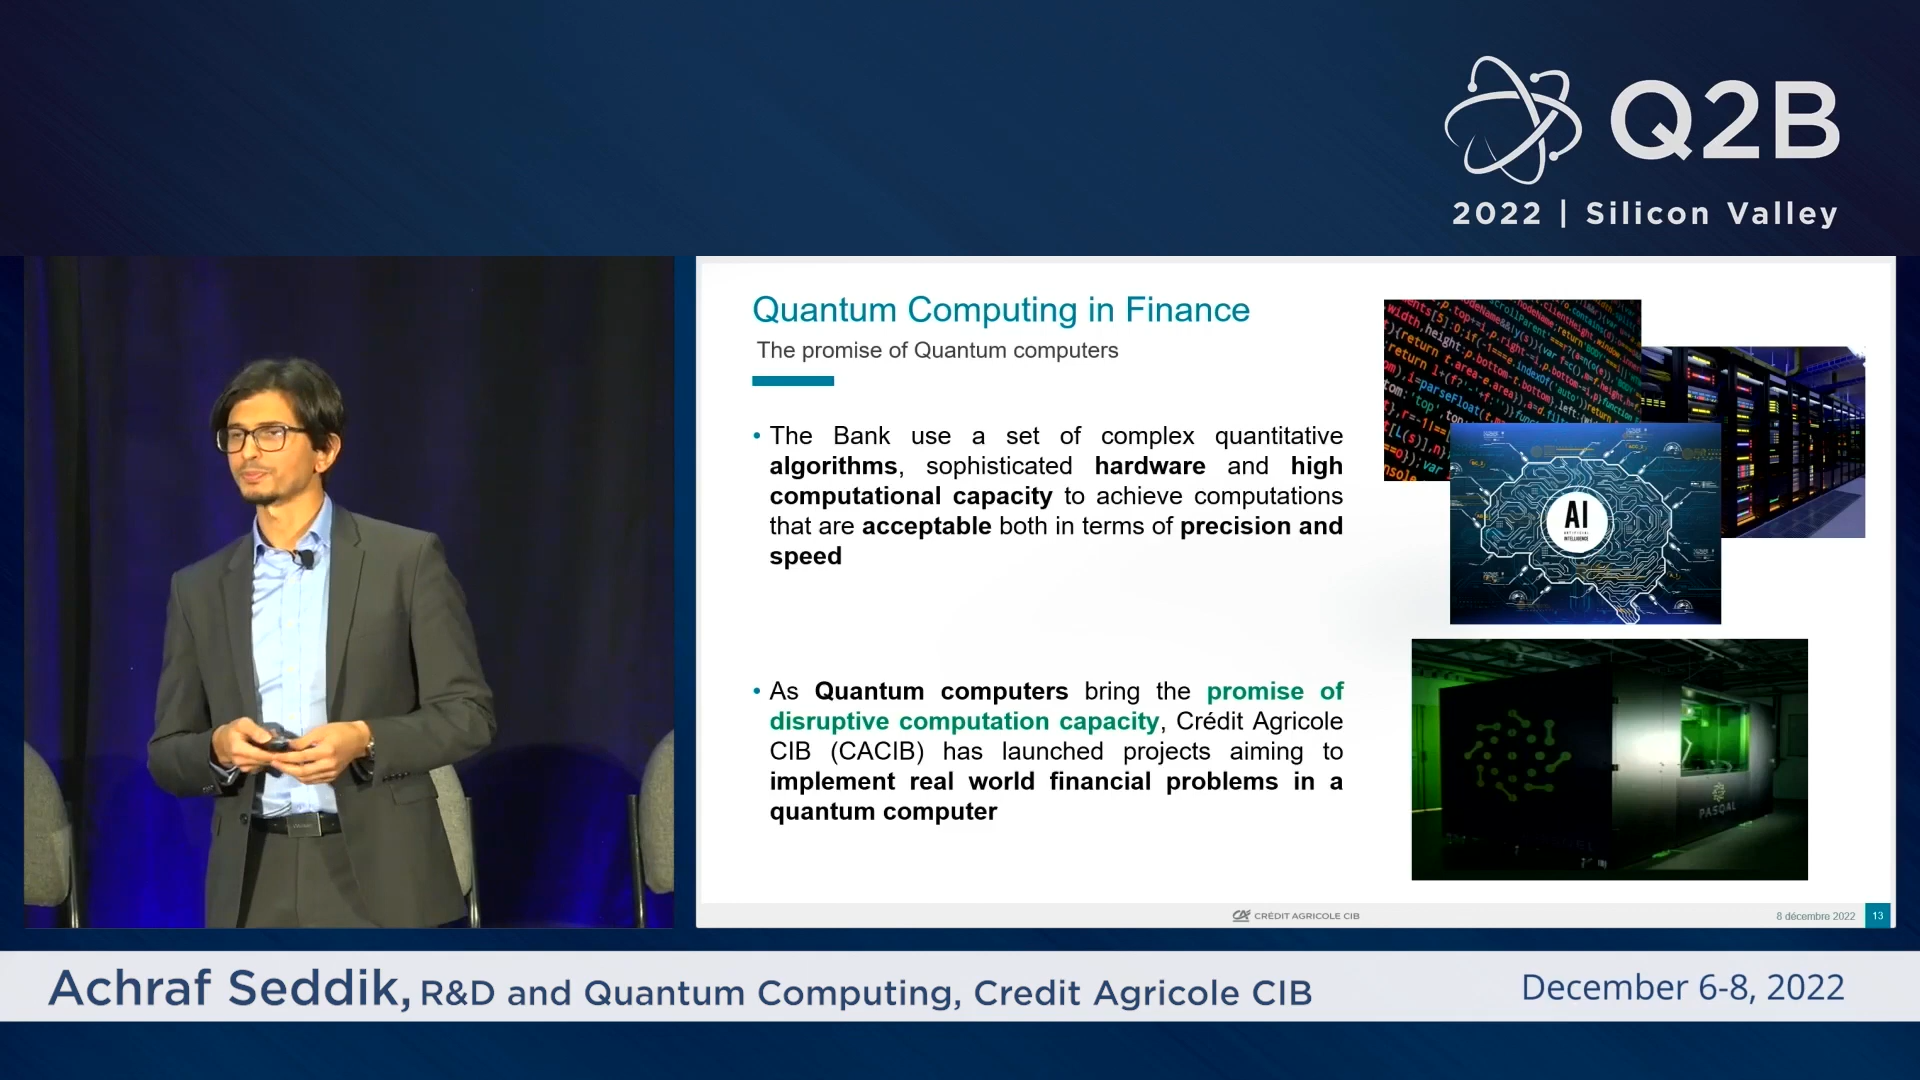 Q2B
2022 | Silicon Valley
Quantum Computing in Finance
The promise of Quantum computers
• The Bank use a set of complex quantitative
algorithms, sophisticated hardware and high
computational capacity to achieve computations
that are acceptable both in terms of precision and
speed
AI
ARTIFICIAL
INTELLIGENCE
• As Quantum computers bring the promise of
disruptive computation capacity, Crédit Agricole
CIB (CACIB) has launched projects aiming to
implement real world financial problems in a
quantum computer
PASQAL
CRÉDIT AGRICOLE CIB
8 décembre 2022
13
Achraf Seddik, R&D and Quantum Computing, Credit Agricole CIB
December 6-8, 2022